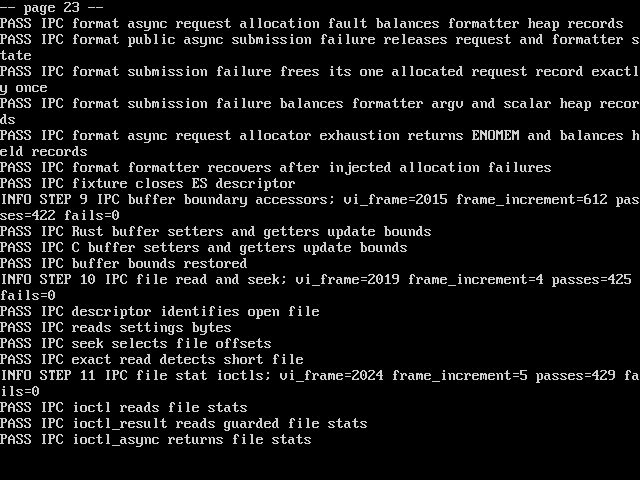 -- page 23 --
PASS IPC format async request allocation fault balances formatter heap records
PASS IPC format public async submission failure releases request and formatter s
tate
PASS IPC format submission failure frees its one allocated request record exactl
y once
PASS IPC format submission failure balances formatter argv and scalar heap recor
ds
PASS IPC format async request allocator exhaustion returns ENOMEM and balances h
eld records
PASS IPC format formatter recovers after injected allocation failures
PASS IPC fixture closes ES descriptor
INFO STEP 9 IPC buffer boundary accessors; vi_frame=2015 frame_increment=612 pas
ses=422 fails=0
PASS IPC Rust buffer setters and getters update bounds
PASS IPC C buffer setters and getters update bounds
PASS IPC buffer bounds restored
INFO STEP 10 IPC file read and seek; vi_frame=2019 frame_increment=4 passes=425
fails=0
PASS IPC descriptor identifies open file
PASS IPC reads settings bytes
PASS IPC seek selects file offsets
PASS IPC exact read detects short file
INFO STEP 11 IPC file stat ioctls; vi_frame=2024 frame_increment=5 passes=429 fa
ils=0
PASS IPC ioctl reads file stats
PASS IPC ioctl_result reads guarded file stats
PASS IPC ioctl_async returns file stats